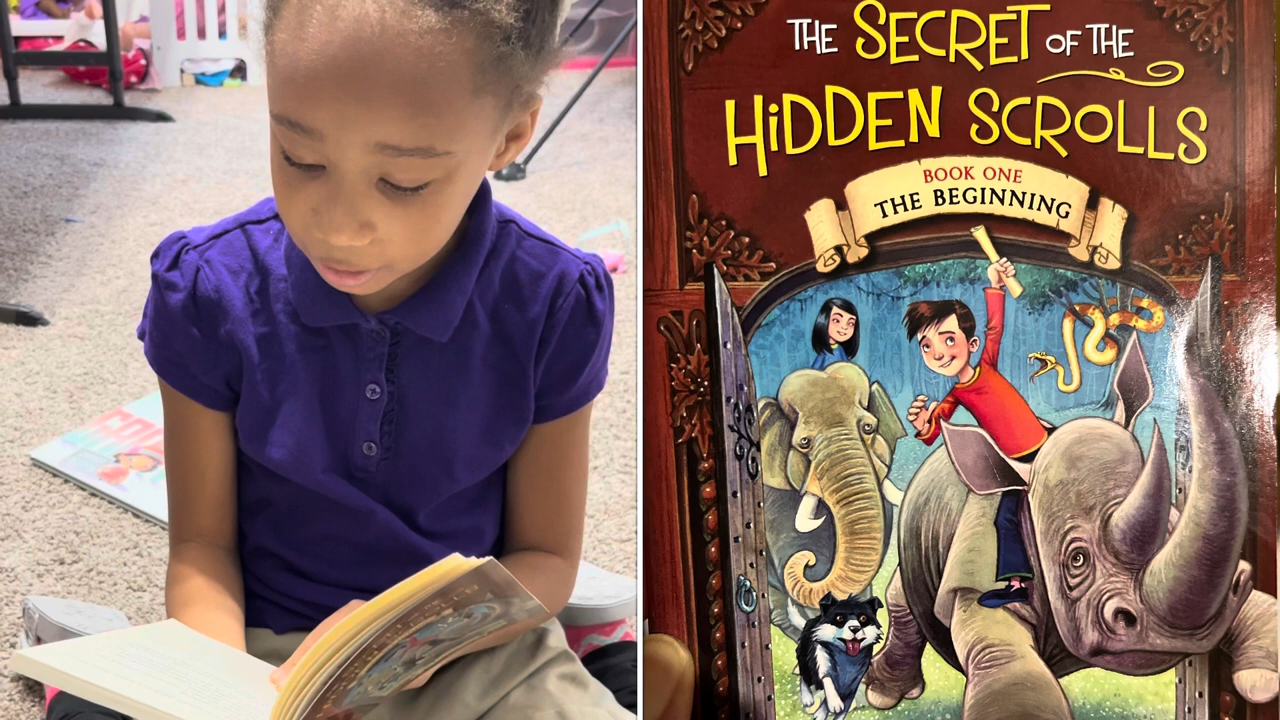 THE SECRET OF THE
HiDDEN SCROLLS
BOOK ONE
THE BEGINNING